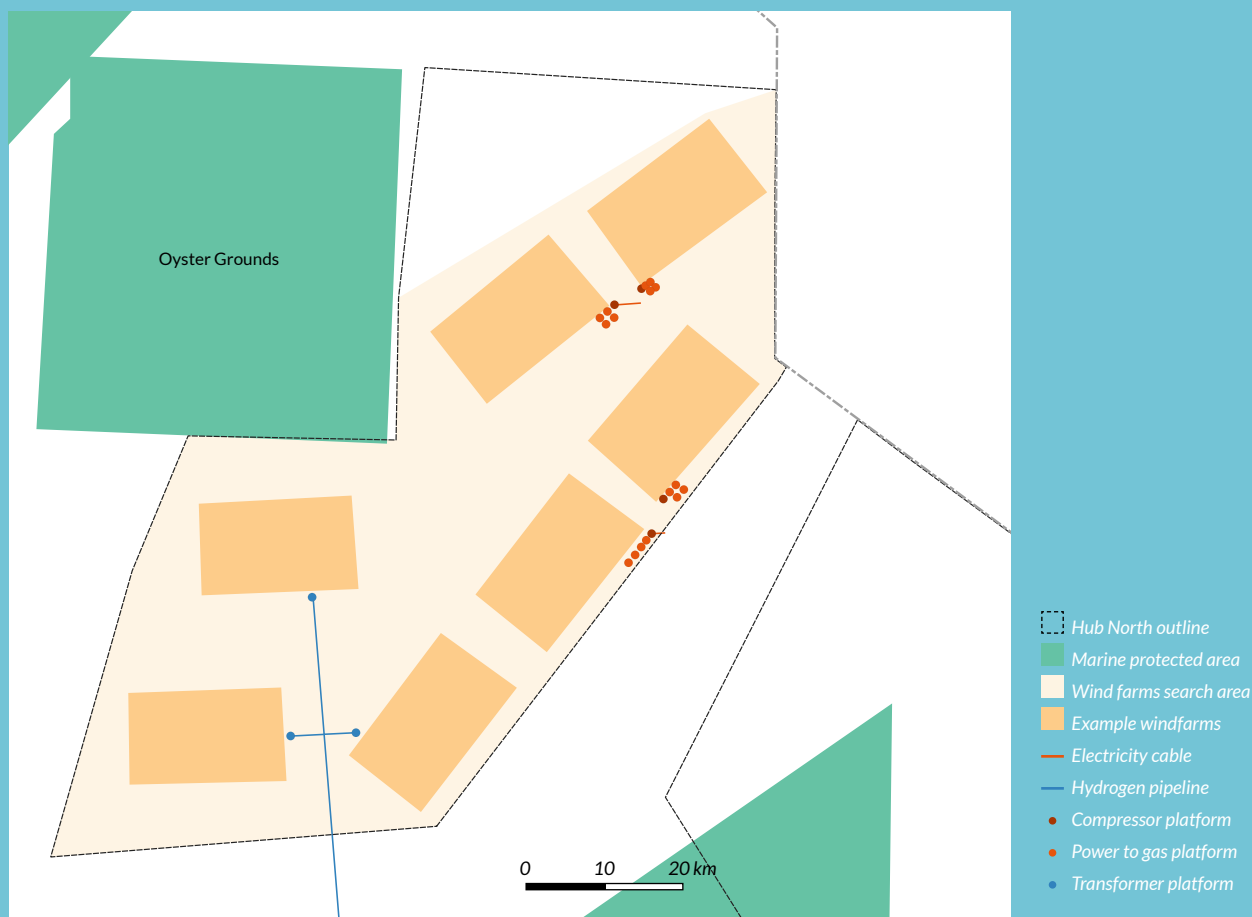 Oyster Grounds
Hub North outline
Marine protected area
Wind farms search area
Example windfarms
Electricity cable
Hydrogen pipeline
Compressor platform
Power to gas platform
Transformer platform
0 10 20 km